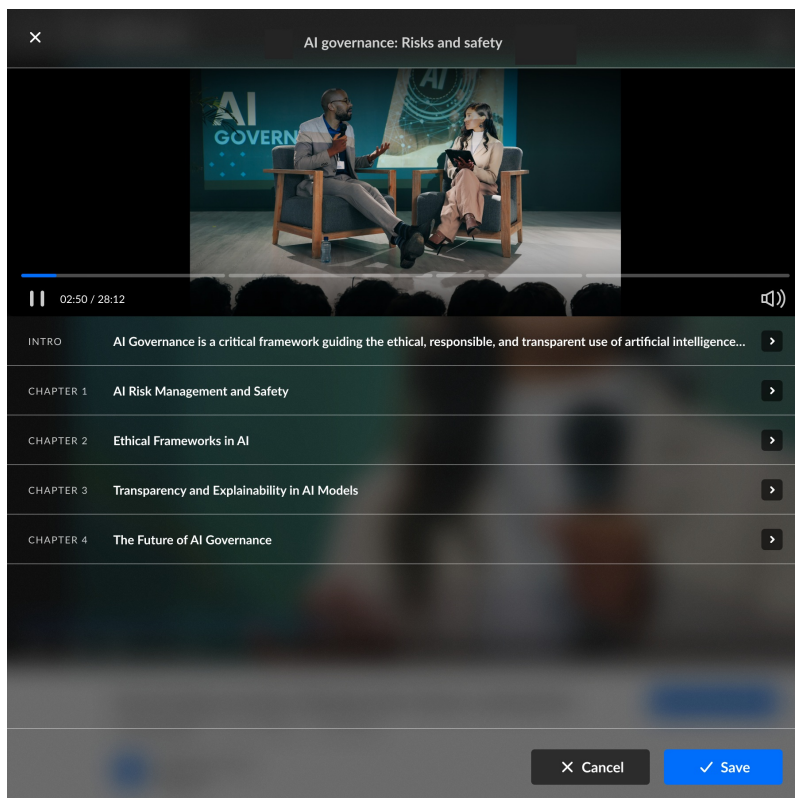 AI governance: Risks and safety
AI
AI
GOVERN
02:50 / 28:12
INTRO AI Governance is a critical framework guiding the ethical, responsible, and transparent use of artificial intelligence...
CHAPTER 1 AI Risk Management and Safety
CHAPTER 2 Ethical Frameworks in AI
CHAPTER 3 Transparency and Explainability in AI Models
CHAPTER 4 The Future of AI Governance
Cancel Save